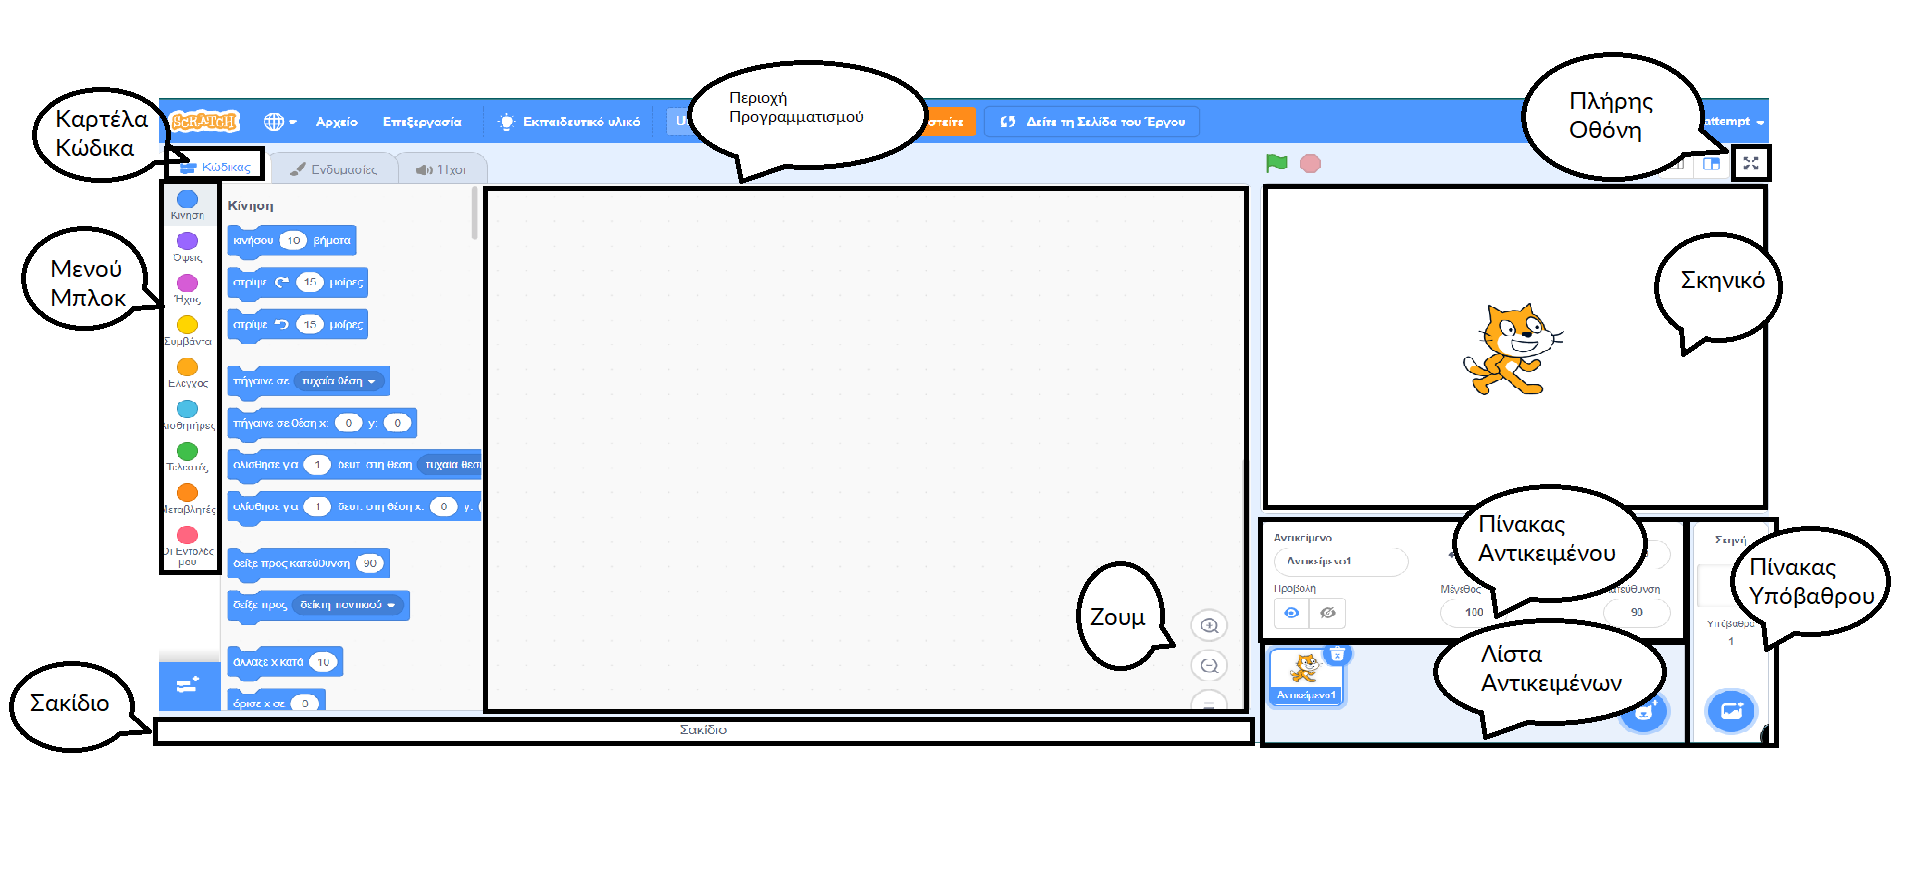 Καρτέλα
Κώδικα
SCRATCH
Αρχείο
Επεξεργασία
Εκπαιδευτικό υλικό
U
Περιοχή
Προγραμματισμού
στείτε
Δείτε τη Σελίδα του Έργου
Πλήρης
Οθόνη
attempt
Κώδικας
Ενδυμασίες
Ήχοι
Μενού
Μπλοκ
Κίνηση
Όψεις
Ήχος
Συμβάντα
Έλεγχος
ισθητήρες
Τελεστές
Μεταβλητές
Οι Εντολές
μου
Κίνηση
κινήσου 10 βήματα
στρίψε 15 μοίρες
στρίψε 15 μοίρες
πήγαινε σε τυχαία θέση
πήγαινε σε θέση x: 0 y: 0
ολίσθησε για 1 δευτ. στη θέση τυχαία θέσ
ολίσθησε για 1 δευτ. στη θέση x: 0 y:
δείξε προς κατεύθυνση 90
δείξε προς δείκτη ποντικιού
άλλαξε x κατά 10
όρισε x σε 0
Ζουμ
Σκηνικό
Αντικείμενο
Αντικείμενο1
Προβολή
Μέγεθος
100
κατεύθυνση
90
Πίνακας
Αντικειμένου
Σκηνή
Πίνακας
Υπόβαθρου
Υπόβαθρα
1
Λίστα
Αντικειμένων
Αντικείμενο1
Σακίδιο
Σακίδιο